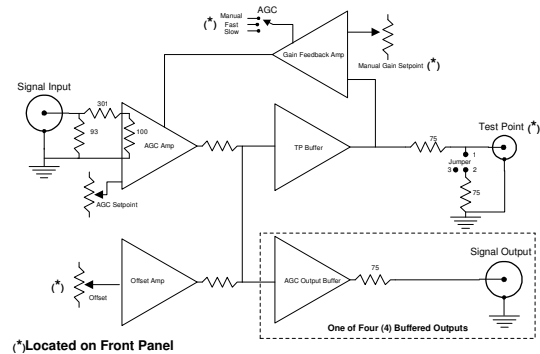 AGC
(*)
Manual
Fast
Slow
Gain Feedback Amp
Manual Gain Setpoint (*)
Signal Input
301
93
100
AGC Amp
AGC Setpoint
TP Buffer
75
Test Point (*)
1
Jumper
3 2
75
(*)
Offset
Offset Amp
AGC Output Buffer
75
Signal Output
One of Four (4) Buffered Outputs
(*)Located on Front Panel